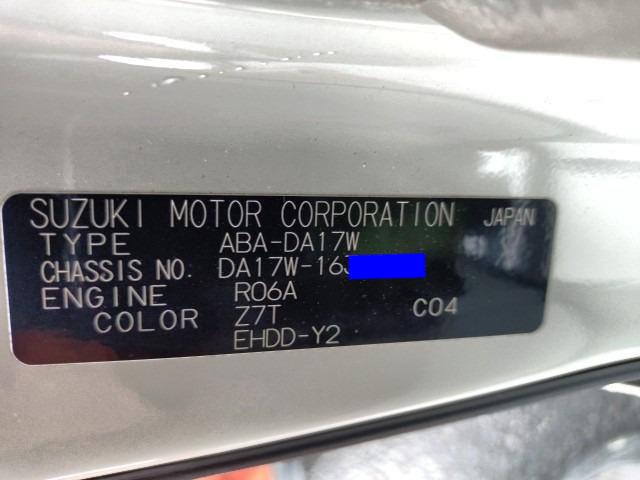 SUZUKI MOTOR CORPORATION JAPAN
TYPE ABA-DA17W
CHASSIS NO. DA17W-16
ENGINE R06A
COLOR Z7T C04
EHDD-Y2